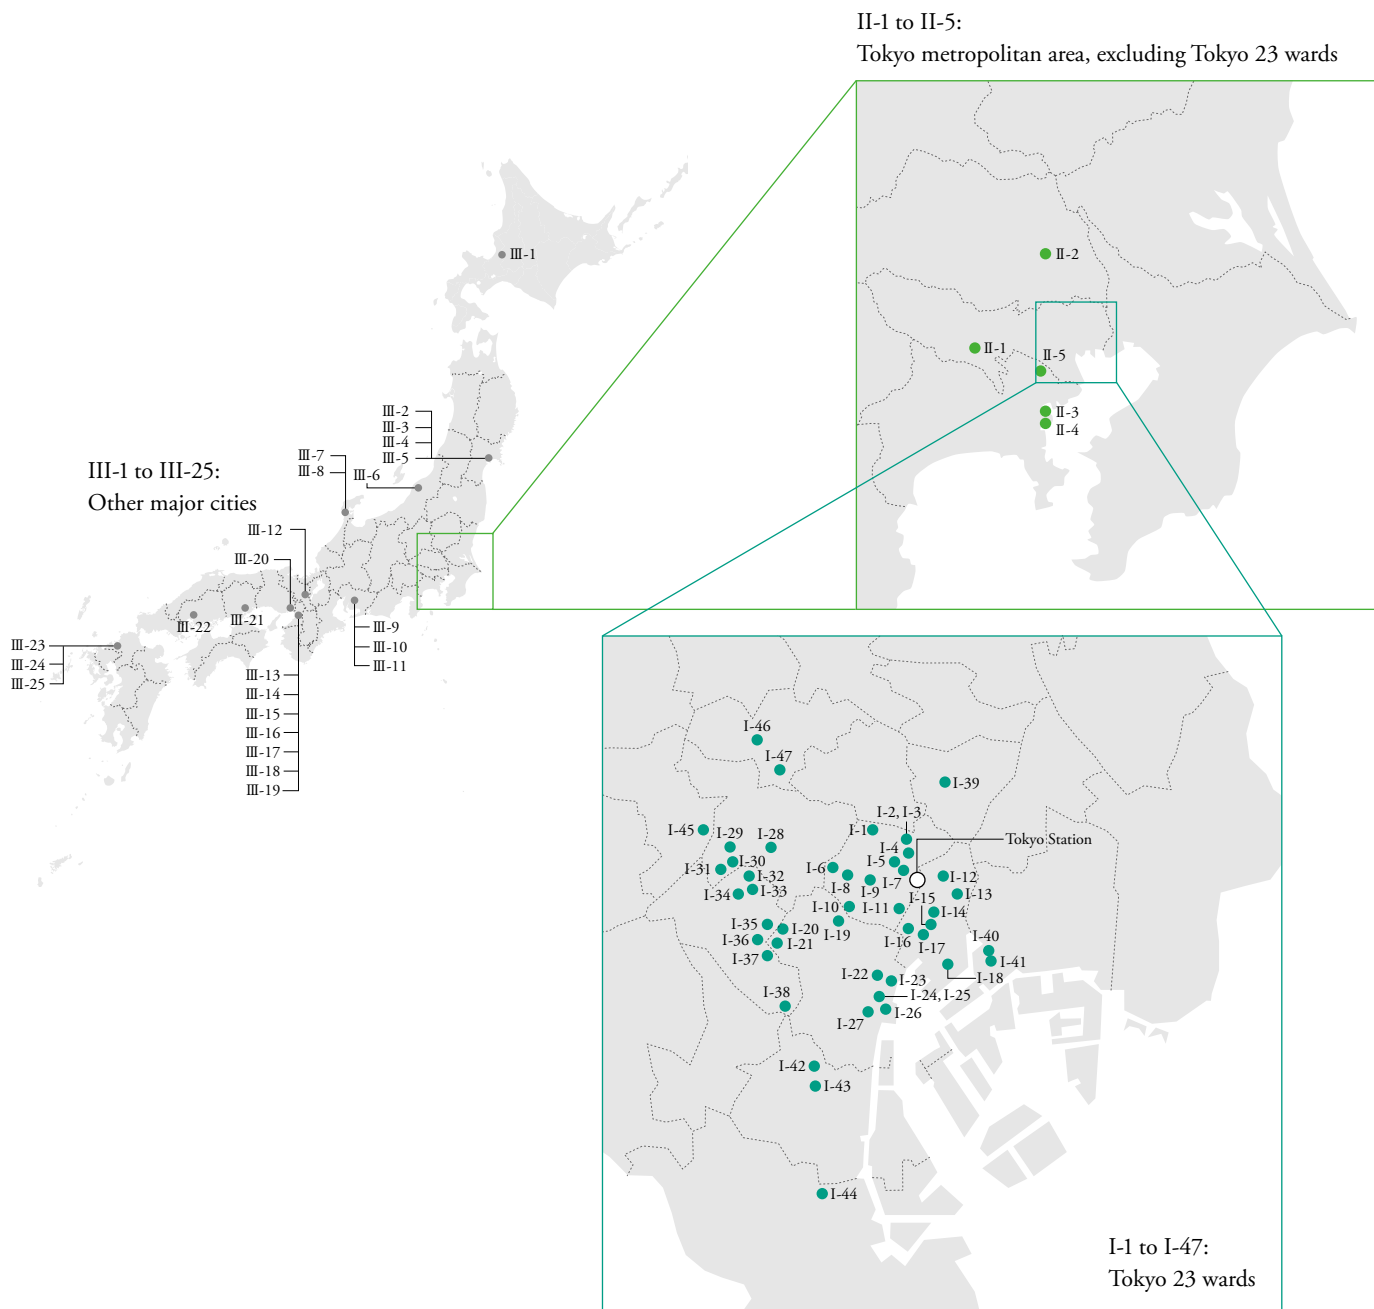 II-1 to II-5:
Tokyo metropolitan area, excluding Tokyo 23 wards
Ⅱ-2
Ⅱ-1
Ⅱ-5
Ⅱ-3
Ⅱ-4
Ⅲ-1
Ⅲ-2
Ⅲ-3
Ⅲ-4
Ⅲ-5
Ⅲ-7
Ⅲ-8
Ⅲ-6
III-1 to III-25:
Other major cities
Ⅲ-12
Ⅲ-20
Ⅲ-22
Ⅲ-21
Ⅲ-23
Ⅲ-24
Ⅲ-25
Ⅲ-9
Ⅲ-10
Ⅲ-11
Ⅲ-13
Ⅲ-14
Ⅲ-15
Ⅲ-16
Ⅲ-17
Ⅲ-18
Ⅲ-19
I-46
I-47
I-39
I-2, I-3
I-45
I-29
I-28
I-1
Tokyo Station
I-4
I-5
I-31
I-30
I-6
I-32
I-8
I-9
I-7
I-12
I-34
I-33
I-15
I-13
I-10
I-11
I-14
I-35
I-20
I-19
I-36
I-21
I-16
I-17
I-40
I-37
I-41
I-22
I-23
I-18
I-38
I-24, I-25
I-27
I-26
I-42
I-43
I-44
I-1 to I-47:
Tokyo 23 wards